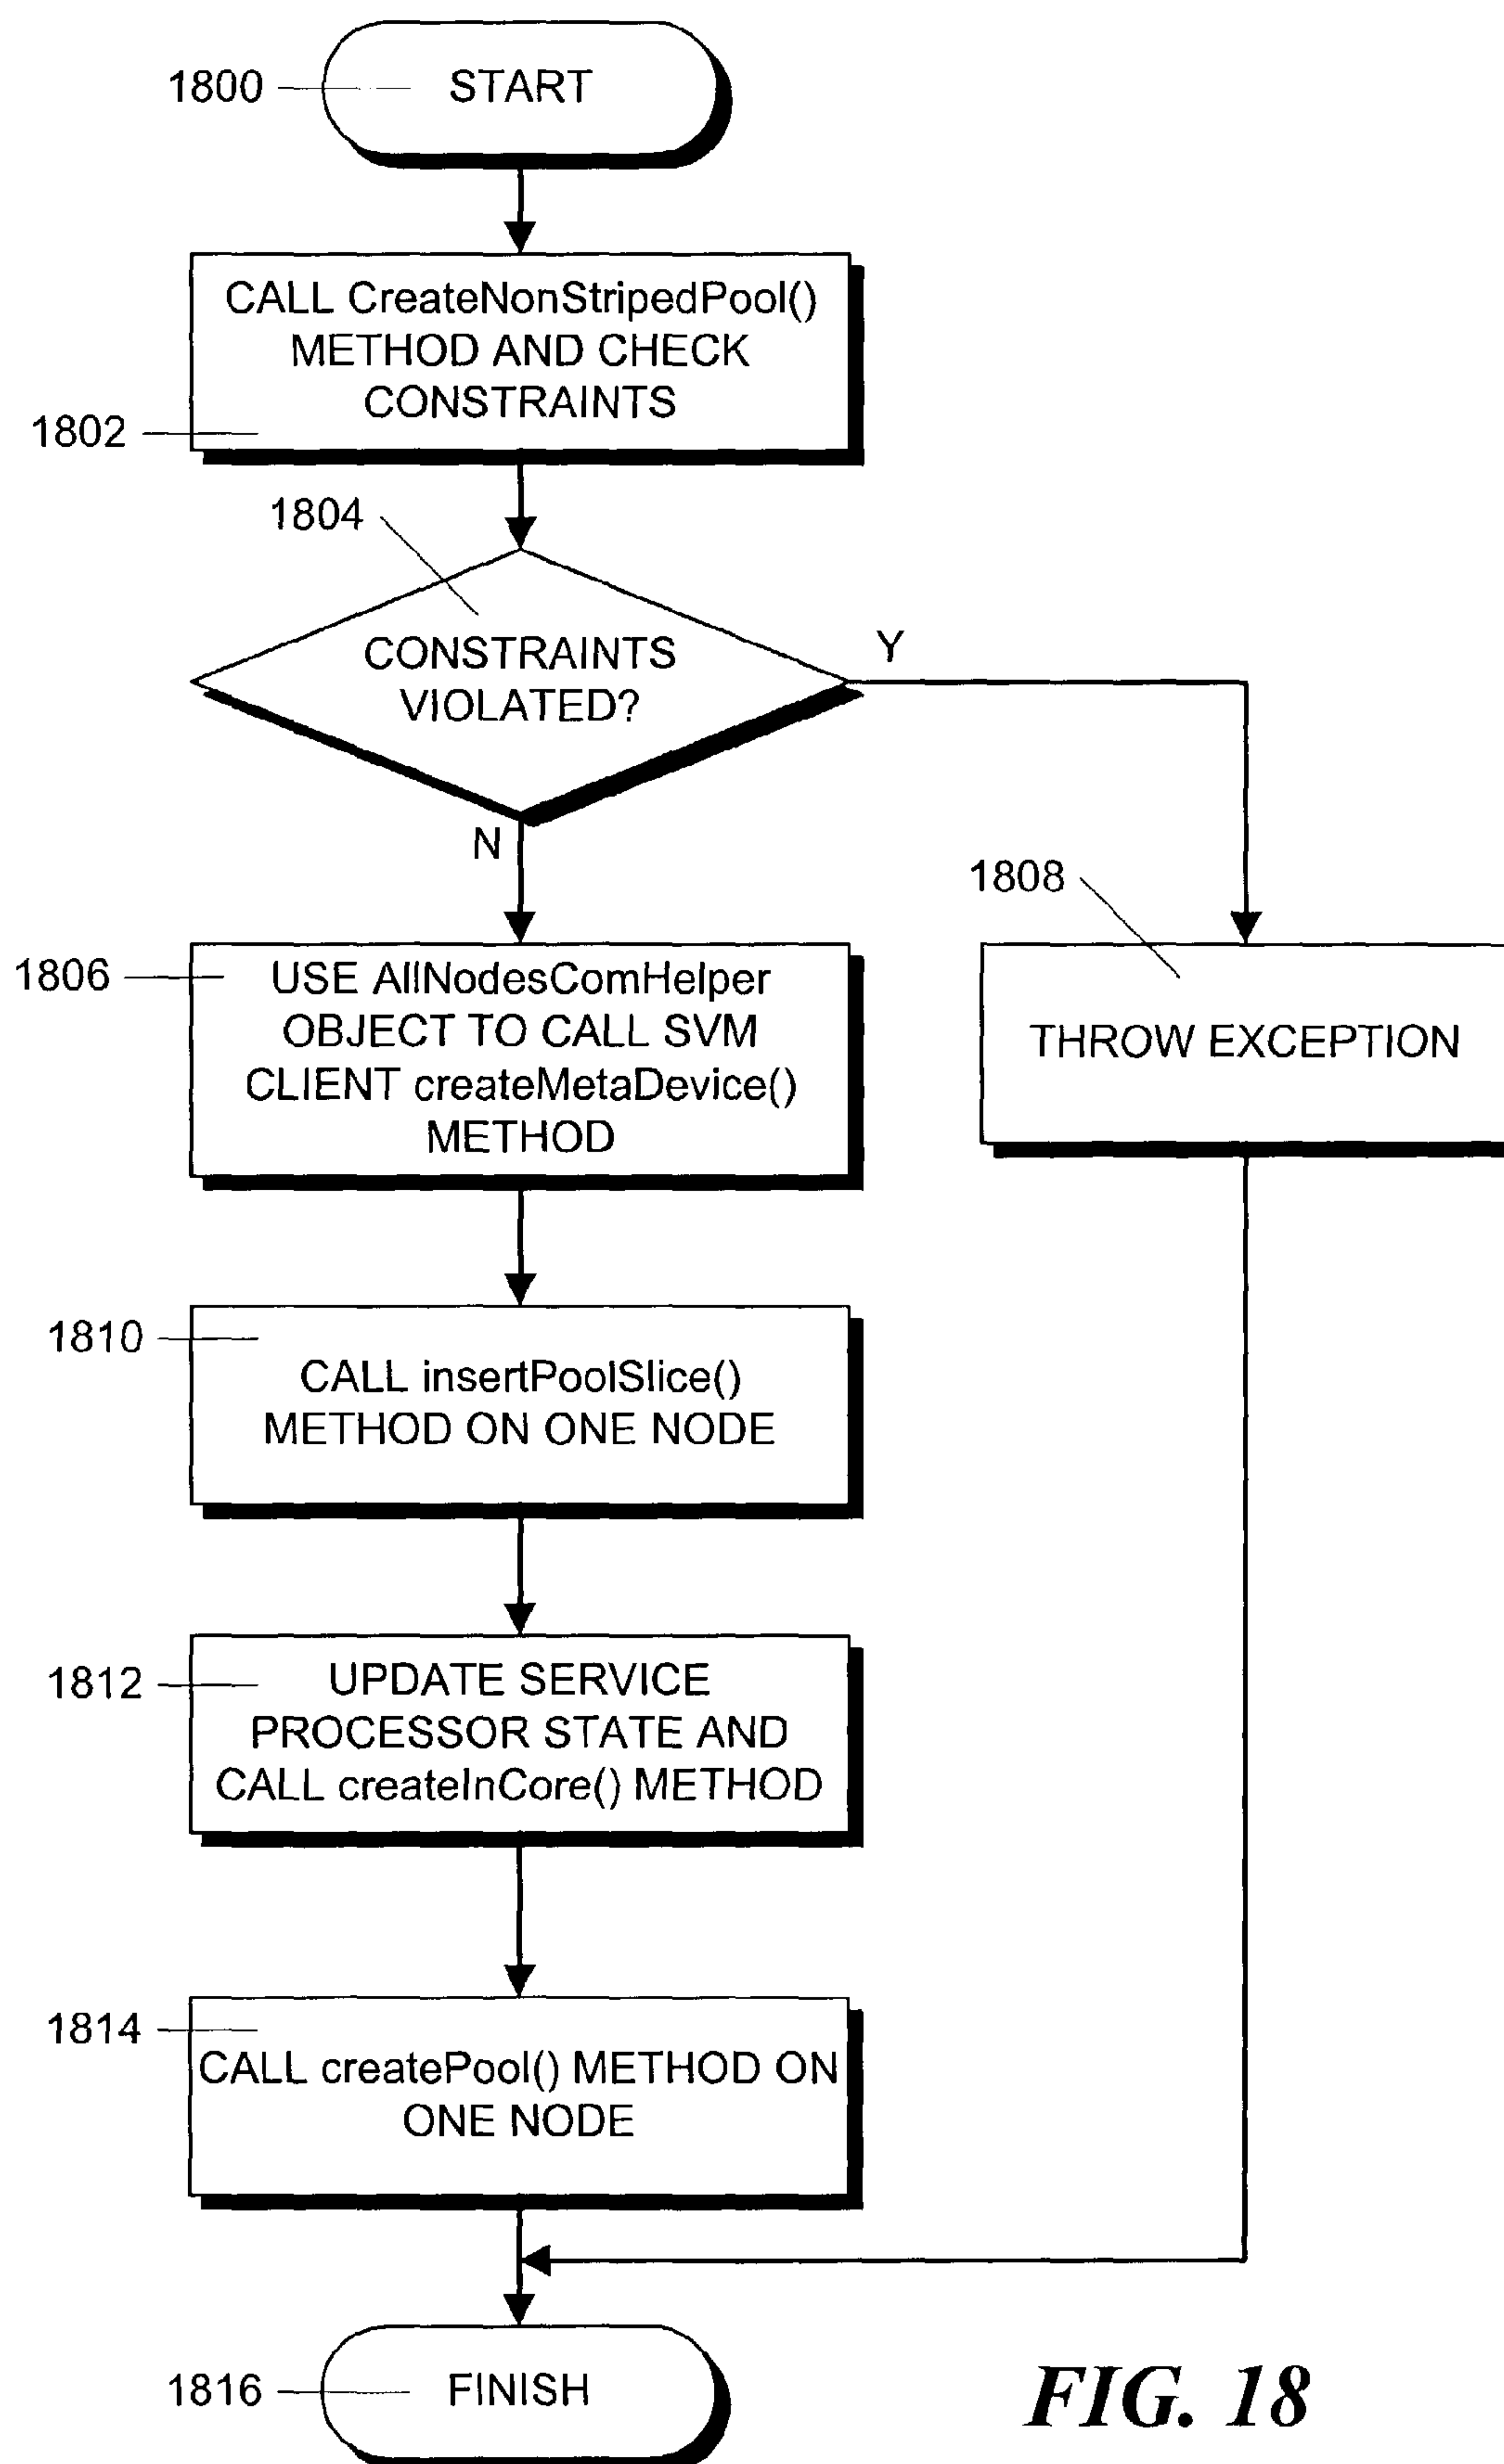 1800
START
CALL CreateNonStripedPool()
METHOD AND CHECK
CONSTRAINTS
1802
1804
CONSTRAINTS
VIOLATED?
Y
N
1806
USE AllNodesComHelper
OBJECT TO CALL SVM
CLIENT createMetaDevice()
METHOD
1808
THROW EXCEPTION
1810
CALL insertPoolSlice()
METHOD ON ONE NODE
1812
UPDATE SERVICE
PROCESSOR STATE AND
CALL createInCore() METHOD
1814
CALL createPool() METHOD ON
ONE NODE
1816
FINISH
FIG. 18